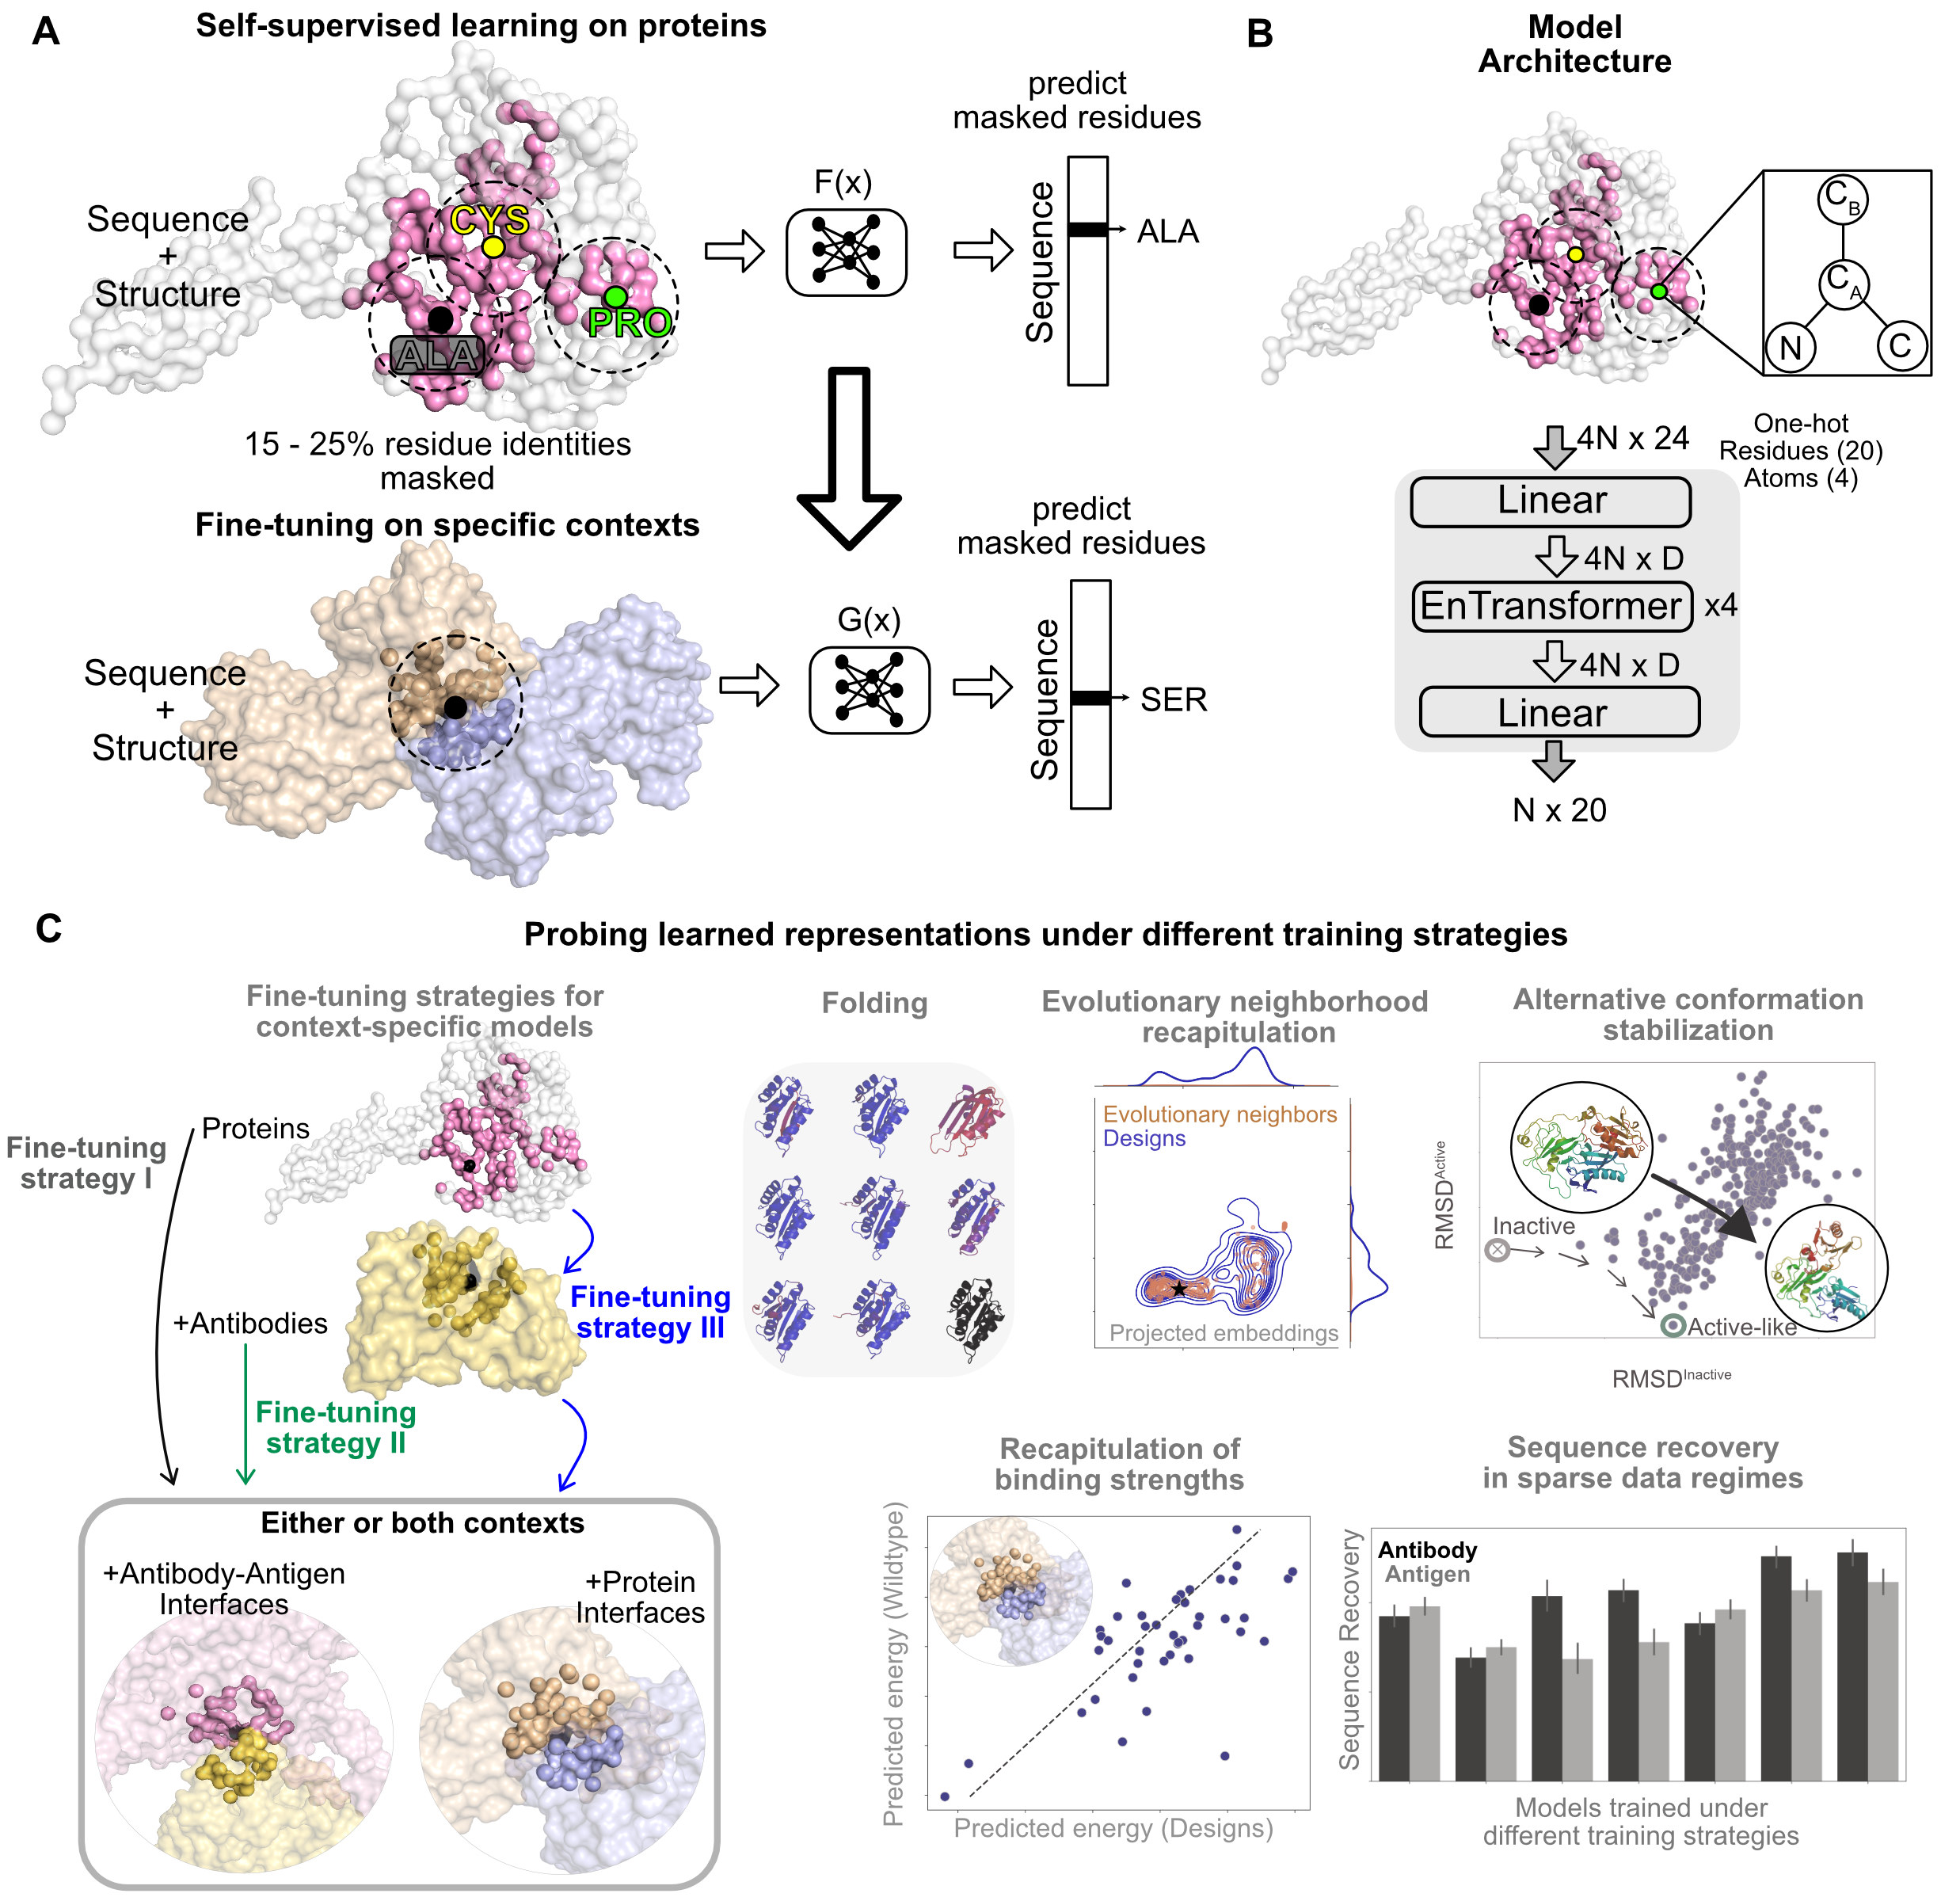 A
Self-supervised learning on proteins
Sequence
+
Structure
CYS
PRO
ALA
15 - 25% residue identities
masked
F(x)
predict
masked residues
Sequence
ALA
Fine-tuning on specific contexts
Sequence
+
Structure
G(x)
predict
masked residues
Sequence
SER
B
Model
Architecture
CB
CA
N
C
4N x 24
One-hot
Residues (20)
Atoms (4)
Linear
4N x D
EnTransformer x4
4N x D
Linear
N x 20
C
Probing learned representations under different training strategies
Fine-tuning strategies for
context-specific models
Fine-tuning
strategy I
Proteins
+Antibodies
Fine-tuning
strategy III
Fine-tuning
strategy II
Either or both contexts
+Antibody-Antigen
Interfaces
+Protein
Interfaces
Folding
Evolutionary neighborhood
recapitulation
Evolutionary neighbors
Designs
Projected embeddings
Alternative conformation
stabilization
RMSDActive
Inactive
Active-like
RMSDInactive
Recapitulation of
binding strengths
Predicted energy (Wildtype)
Predicted energy (Designs)
Sequence recovery
in sparse data regimes
Sequence Recovery
Antibody
Antigen
Models trained under
different training strategies